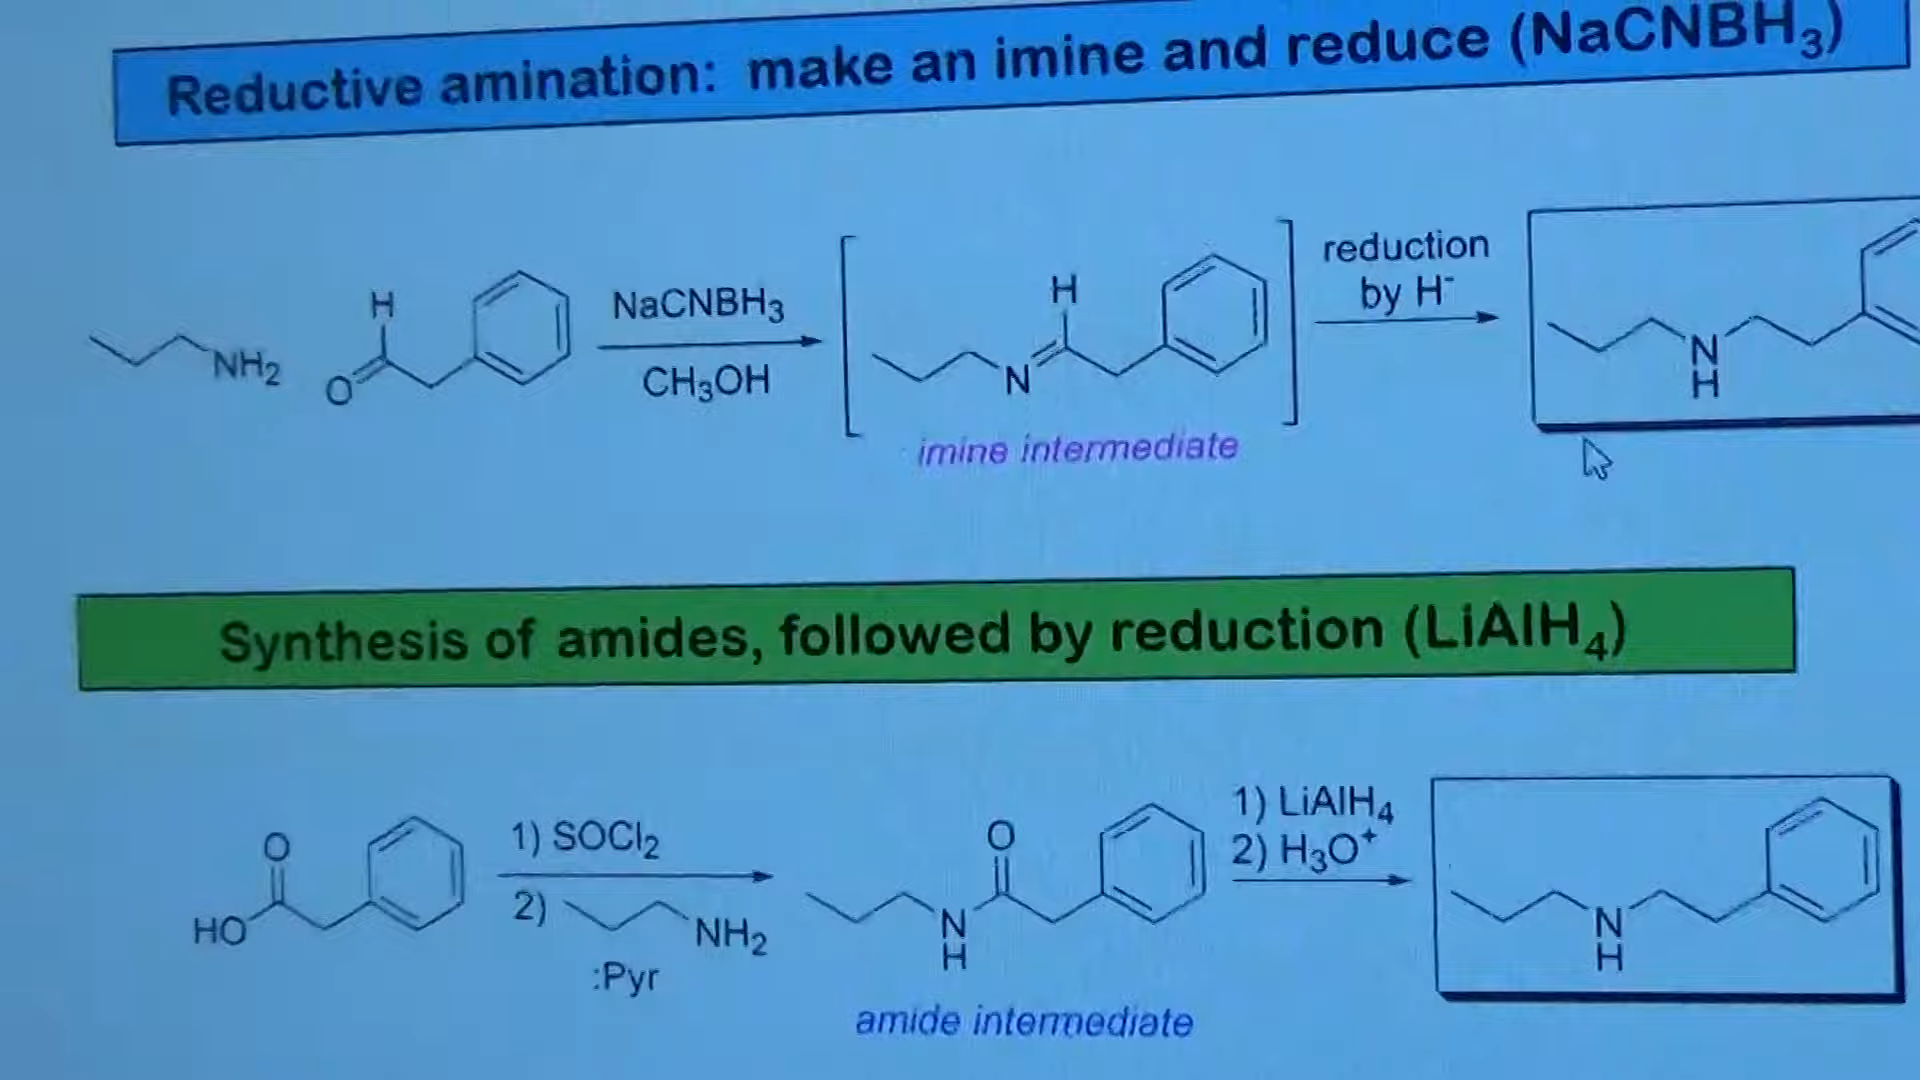 Reductive amination: make an imine and reduce (NaCNBH₃)
H
NH₂
O
NaCNBH₃
CH₃OH
H
N
imine intermediate
reduction
by H⁻
N
H
Synthesis of amides, followed by reduction (LiAlH₄)
O
HO
1) SOCl₂
2)
NH₂
:Pyr
O
N
H
amide intermediate
1) LiAlH₄
2) H₃O⁺
N
H